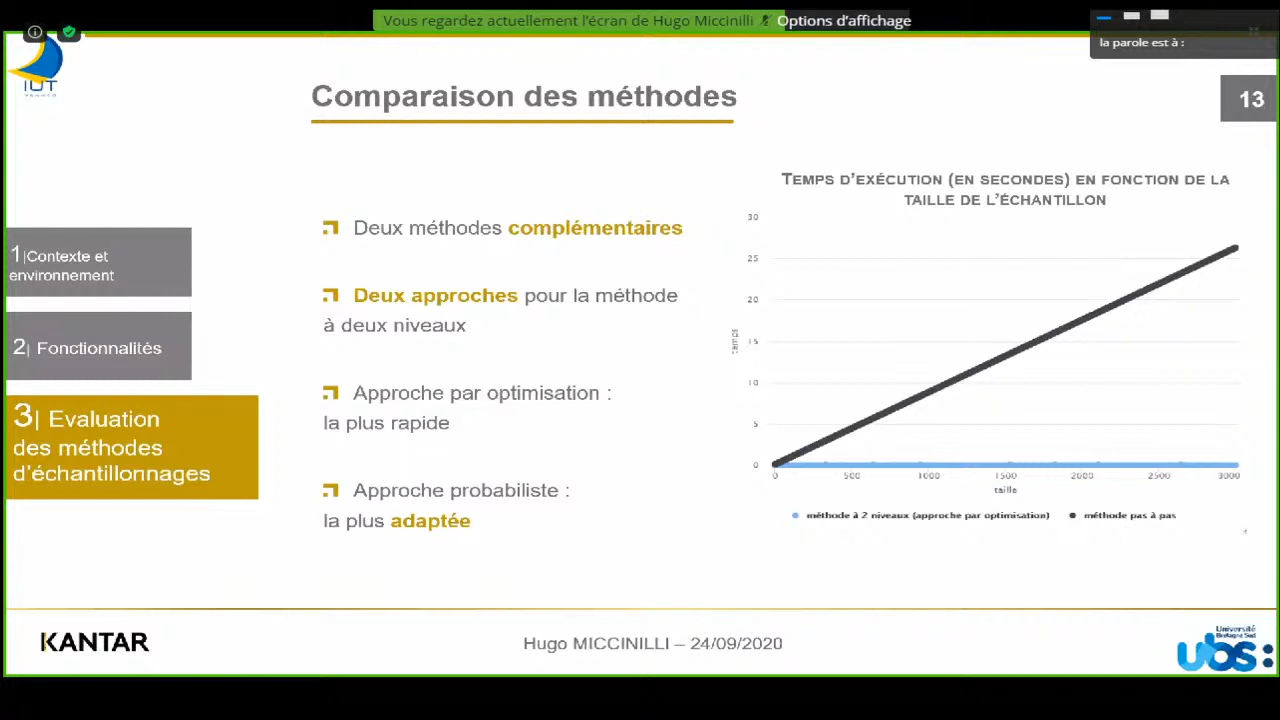 Vous regardez actuellement l'écran de Hugo Miccinilli
Options d'affichage
la parole est à :
IUT
Comparaison des méthodes
13
1|Contexte et
environnement
2| Fonctionnalités
3| Evaluation
des méthodes
d'échantillonnages
Deux méthodes complémentaires
Deux approches pour la méthode
à deux niveaux
Approche par optimisation :
la plus rapide
Approche probabiliste :
la plus adaptée
TEMPS D'EXÉCUTION (EN SECONDES) EN FONCTION DE LA
TAILLE DE L'ÉCHANTILLON
30
25
20
15
10
5
0
temps
0 500 1000 1500 2000 2500 3000
taille
méthode à 2 niveaux (approche par optimisation) méthode pas à pas
KANTAR
Hugo MICCINILLI – 24/09/2020
Université
Bretagne Sud
ubs: